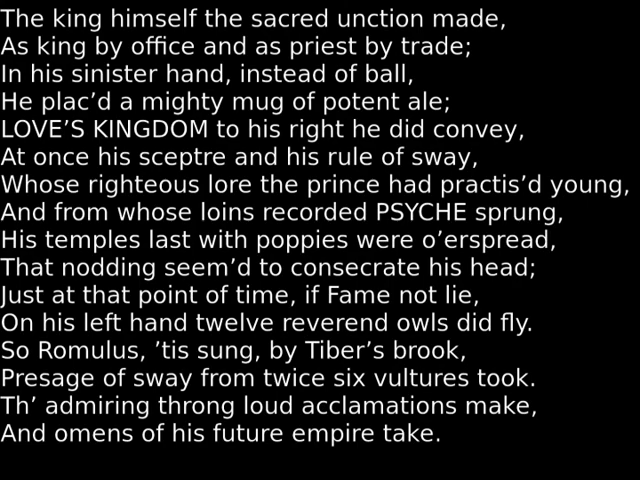 The king himself the sacred unction made,
As king by office and as priest by trade;
In his sinister hand, instead of ball,
He plac’d a mighty mug of potent ale;
LOVE’S KINGDOM to his right he did convey,
At once his sceptre and his rule of sway,
Whose righteous lore the prince had practis’d young,
And from whose loins recorded PSYCHE sprung,
His temples last with poppies were o’erspread,
That nodding seem’d to consecrate his head;
Just at that point of time, if Fame not lie,
On his left hand twelve reverend owls did fly.
So Romulus, ’tis sung, by Tiber’s brook,
Presage of sway from twice six vultures took.
Th’ admiring throng loud acclamations make,
And omens of his future empire take.